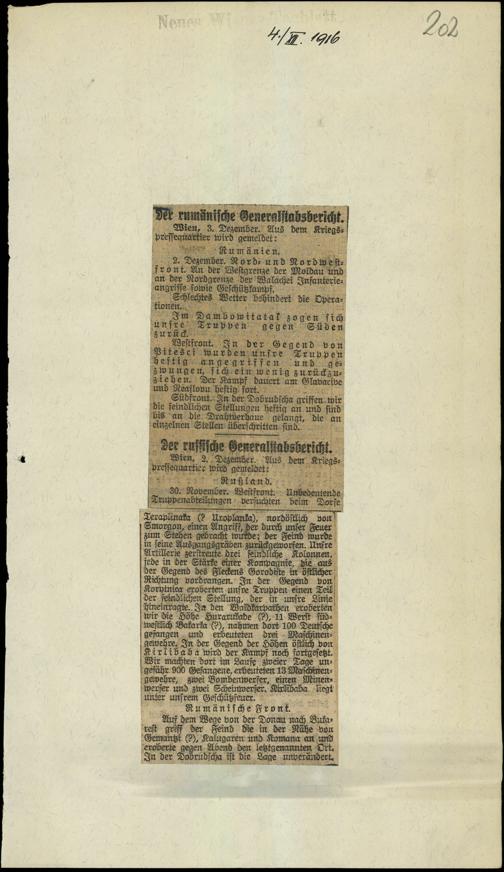 Neues Wiener Tagblatt
4/XII. 1916
202
Der rumänische Generalstabsbericht.
Wien, 3. Dezember. Aus dem Kriegs-
pressequartier wird gemeldet:
Rumänien.
2. Dezember. Nord- und Nordwest-
front. An der Westgrenze der Moldau und
an der Nordgrenze der Walachei Infanterie-
angriffe sowie Geschützkampf.
Schlechtes Wetter behindert die Opera-
tionen.
Im Dambowitatal zogen sich
unsre Truppen gegen Süden
zurück.
Westfront. In der Gegend von
Pitesci wurden unsre Truppen
heftig angegriffen und ge-
zwungen, sich ein wenig zurückzu-
ziehen. Der Kampf dauert am Glavacioc
und Neajlovu heftig fort.
Südfront. In der Dobrudscha griffen wir
die feindlichen Stellungen heftig an und sind
bis an die Drahtverhaue gelangt, die an
einzelnen Stellen überschritten sind.
Der russische Generalstabsbericht.
Wien, 2. Dezember. Aus dem Kriegs-
pressequartier wird gemeldet:
Rußland.
30. November. Westfront. Unbedeutende
Truppenabteilungen versuchten beim Dorfe
Teraplinaka (? Uroplanka), nordöstlich von
Smorgon, einen Angriff, der durch unser Feuer
zum Stehen gebracht wurde; der Feind wurde
in seine Ausgangsgräben zurückgeworfen. Unsre
Artillerie zerstreute drei feindliche Kolonnen,
jede in der Stärke einer Kompagnie, die aus
der Gegend des Fleckens Gorodiste in östlicher
Richtung vordrangen. In der Gegend von
eroberten unsre Truppen einen Teil
der feindlichen Stellung, der in unsre Linie
hineinragte. In den Waldkarpathen eroberten
wir die Höhe (?), 11 Werst süd-
westlich Bakarka (?), nahmen dort 100 Deutsche
gefangen und erbeuteten drei Maschinen-
gewehre. In der Gegend der Höhen östlich von
Kirlibaba wird der Kampf noch fortgesetzt.
Wir machten dort im Laufe zweier Tage un-
gefähr 900 Gefangene, erbeuteten 13 Maschinen-
gewehre, zwei Bombenwerfer, einen Minen-
werfer und zwei Scheinwerfer. Kirlibaba liegt
unter unsrem Geschützfeuer.
Rumänische Front.
Auf dem Wege von der Donau nach Buka-
rest griff der Feind die in der Nähe von
Gemantzi (?), Kalugaren und Komana an und
eroberte gegen Abend den letztgenannten Ort.
In der Dobrudscha ist die Lage unverändert.